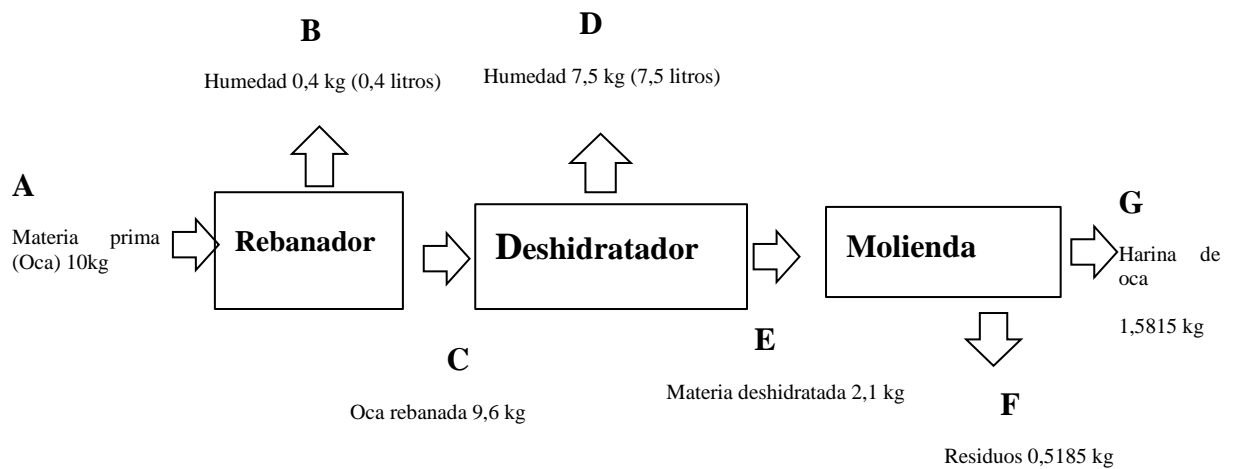 B
Humedad 0,4 kg (0,4 litros)
D
Humedad 7,5 kg (7,5 litros)
A
Materia prima
(Oca) 10kg
Rebanador
Deshidratador
Molienda
G
Harina de
oca
1,5815 kg
C
Oca rebanada 9,6 kg
E
Materia deshidratada 2,1 kg
F
Residuos 0,5185 kg